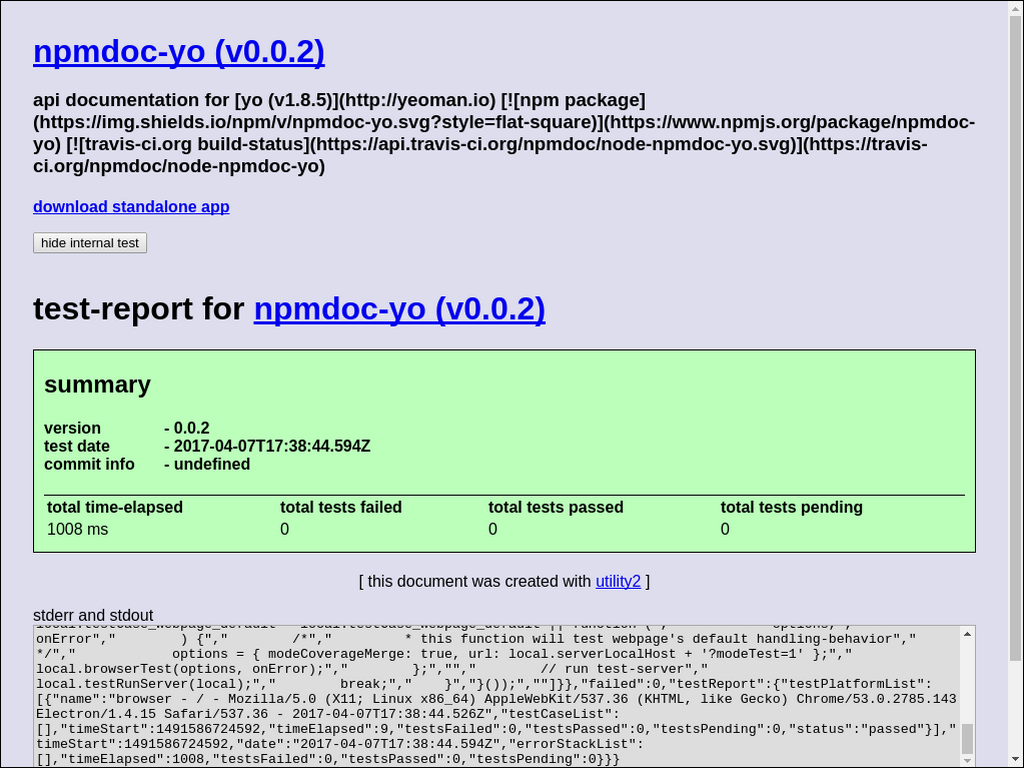 npmdoc-yo (v0.0.2)
api documentation for [yo (v1.8.5)](http://yeoman.io) [![npm package]
(https://img.shields.io/npm/v/npmdoc-yo.svg?style=flat-square)](https://www.npmjs.org/package/npmdoc-
yo) [![travis-ci.org build-status](https://api.travis-ci.org/npmdoc/node-npmdoc-yo.svg)](https://travis-
ci.org/npmdoc/node-npmdoc-yo)
download standalone app
hide internal test
test-report for npmdoc-yo (v0.0.2)
summary
version - 0.0.2
test date - 2017-04-07T17:38:44.594Z
commit info - undefined
total time-elapsed total tests failed total tests passed total tests pending
1008 ms 0 0 0
[ this document was created with utility2 ]
stderr and stdout
onError","        ) {","        /*","         * this function will test webpage's default handling-behavior","
*/","            options = { modeCoverageMerge: true, url: local.serverLocalHost + '?modeTest=1' };","
local.browserTest(options, onError);","        };","","        // run test-server","
local.testRunServer(local);","        break;","    }","}());",""]}},"failed":0,"testReport":{"testPlatformList":
[{"name":"browser - / - Mozilla/5.0 (X11; Linux x86_64) AppleWebKit/537.36 (KHTML, like Gecko) Chrome/53.0.2785.143
Electron/1.4.15 Safari/537.36 - 2017-04-07T17:38:44.526Z","testCaseList":
[],"timeStart":1491586724592,"timeElapsed":9,"testsFailed":0,"testsPassed":0,"testsPending":0,"status":"passed"}],"
timeStart":1491586724592,"date":"2017-04-07T17:38:44.594Z","errorStackList":
[],"timeElapsed":1008,"testsFailed":0,"testsPassed":0,"testsPending":0}}}